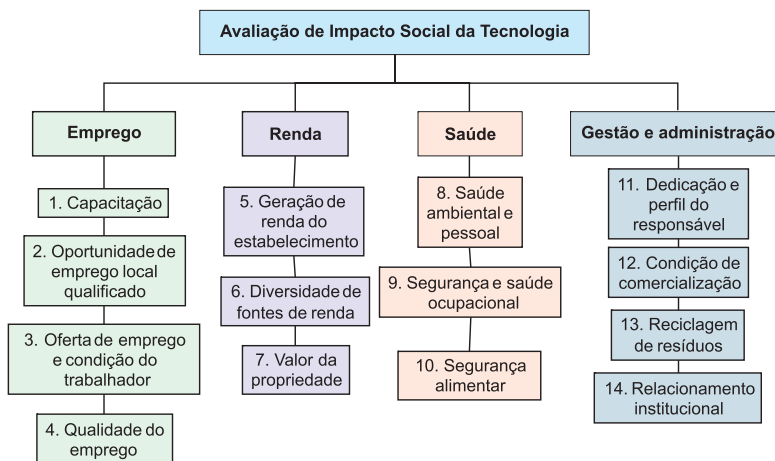 Avaliação de Impacto Social da Tecnologia
Emprego
1. Capacitação
2. Oportunidade de
emprego local
qualificado
3. Oferta de emprego
e condição do
trabalhador
4. Qualidade do
emprego
Renda
5. Geração de
renda do
estabelecimento
6. Diversidade de
fontes de renda
7. Valor da
propriedade
Saúde
8. Saúde
ambiental e
pessoal
9. Segurança e saúde
ocupacional
10. Segurança
alimentar
Gestão e administração
11. Dedicação e
perfil do
responsável
12. Condição de
comercialização
13. Reciclagem
de resíduos
14. Relacionamento
institucional